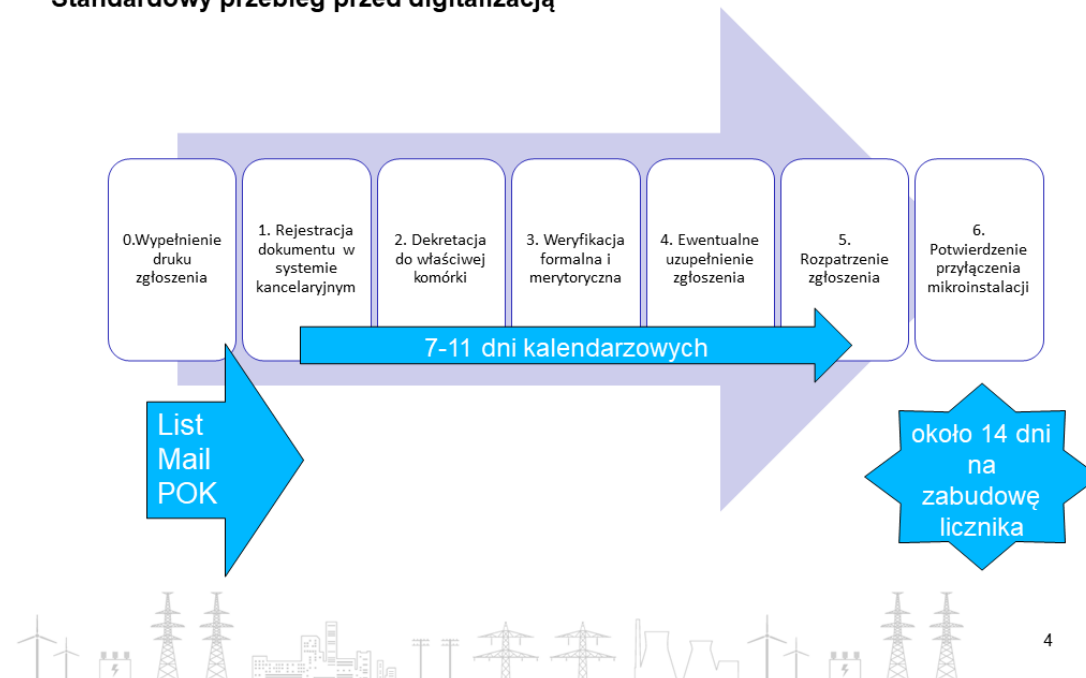 Standardowy przebieg przed digitalizacją
0.Wypełnienie
druku
zgłoszenia
1. Rejestracja
dokumentu w
systemie
kancelaryjnym
2. Dekretacja
do właściwej
komórki
3. Weryfikacja
formalna i
merytoryczna
4. Ewentualne
uzupełnienie
zgłoszenia
5.
Rozpatrzenie
zgłoszenia
6.
Potwierdzenie
przyłączenia
mikroinstalacji
7-11 dni kalendarzowych
List
Mail
POK
około 14 dni
na
zabudowę
licznika
4